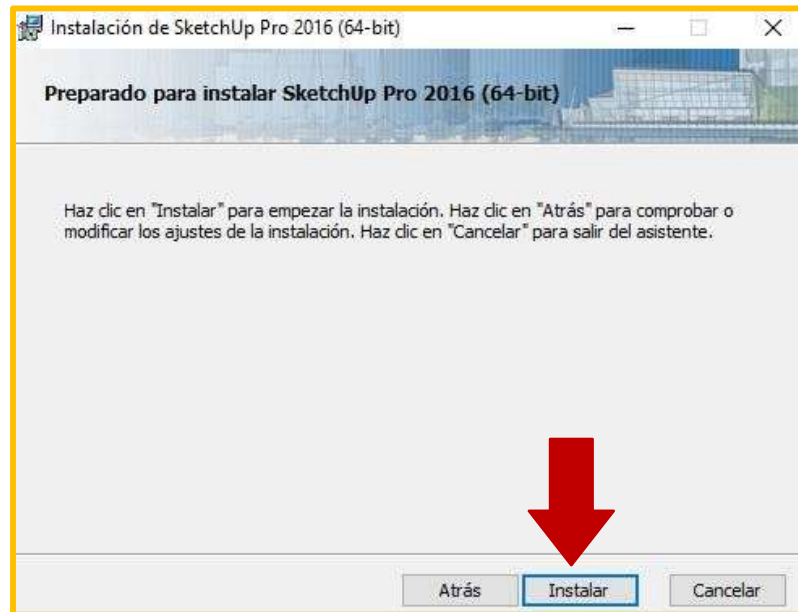 Instalación de SketchUp Pro 2016 (64-bit)
Preparado para instalar SketchUp Pro 2016 (64-bit)
Haz clic en "Instalar" para empezar la instalación. Haz clic en "Atrás" para comprobar o
modificar los ajustes de la instalación. Haz clic en "Cancelar" para salir del asistente.
Atrás Instalar Cancelar